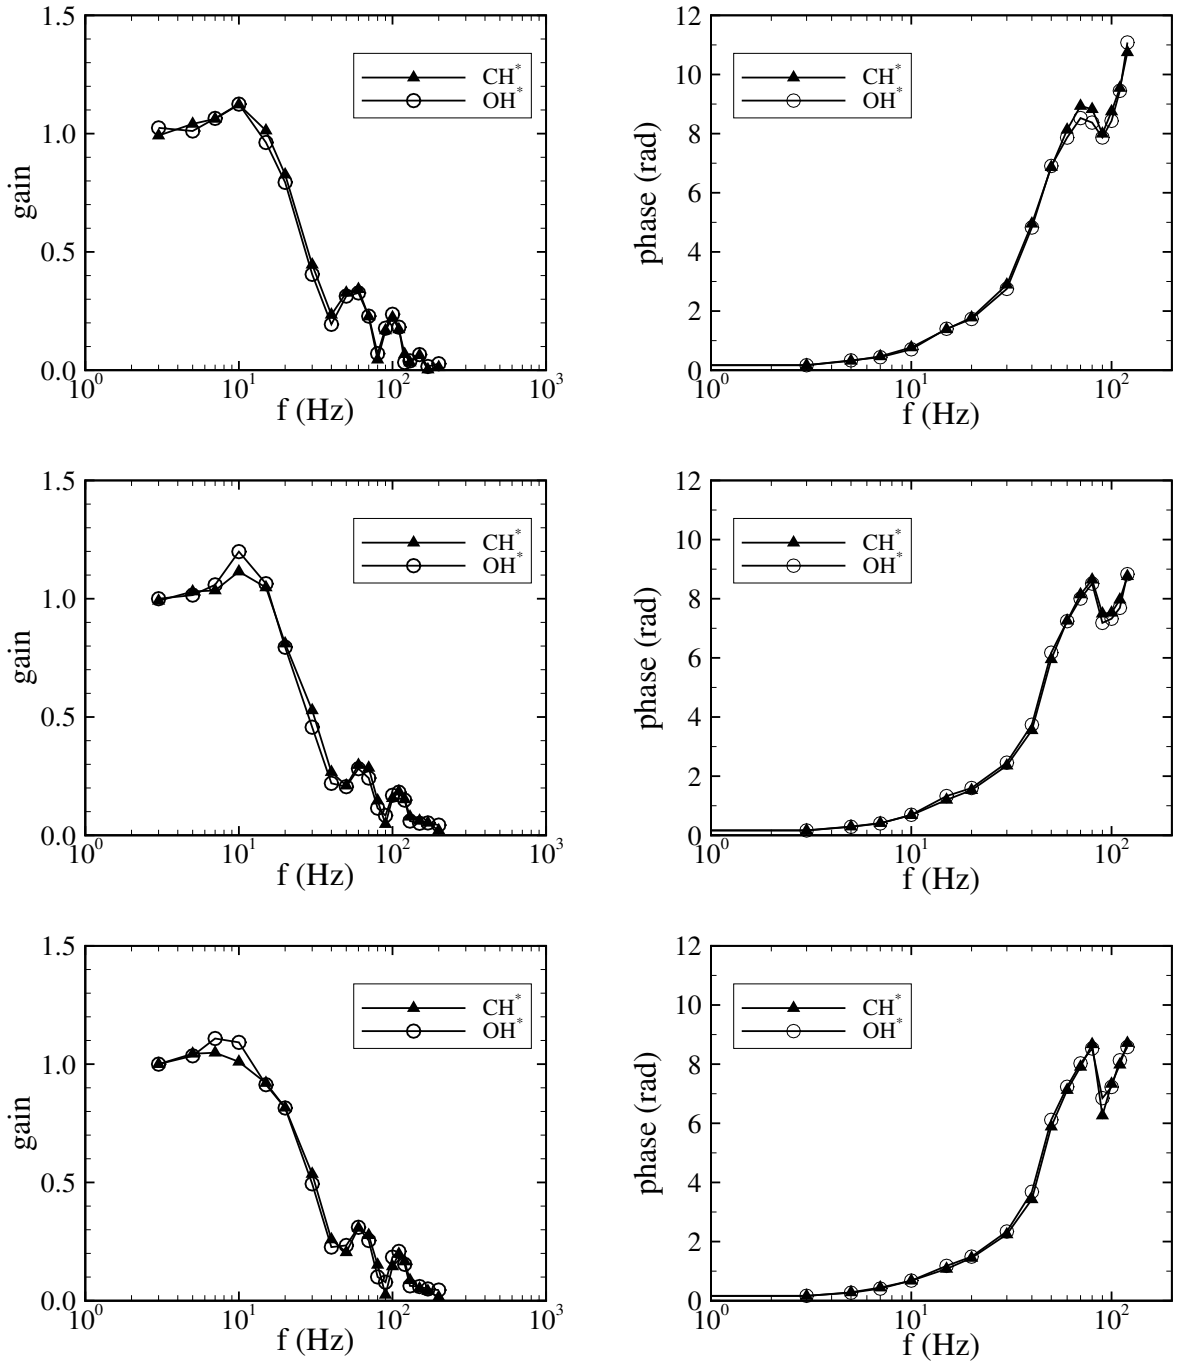 1.5
1.0
0.5
0.0
gain
CH*
OH*
10⁰ 10¹ 10² 10³
f (Hz)
12
10
8
6
4
2
0
phase (rad)
CH*
OH*
10⁰ 10¹ 10²
f (Hz)
1.5
1.0
0.5
0.0
gain
CH*
OH*
10⁰ 10¹ 10² 10³
f (Hz)
12
10
8
6
4
2
0
phase (rad)
CH*
OH*
10⁰ 10¹ 10²
f (Hz)
1.5
1.0
0.5
0.0
gain
CH*
OH*
10⁰ 10¹ 10² 10³
f (Hz)
12
10
8
6
4
2
0
phase (rad)
CH*
OH*
10⁰ 10¹ 10²
f (Hz)